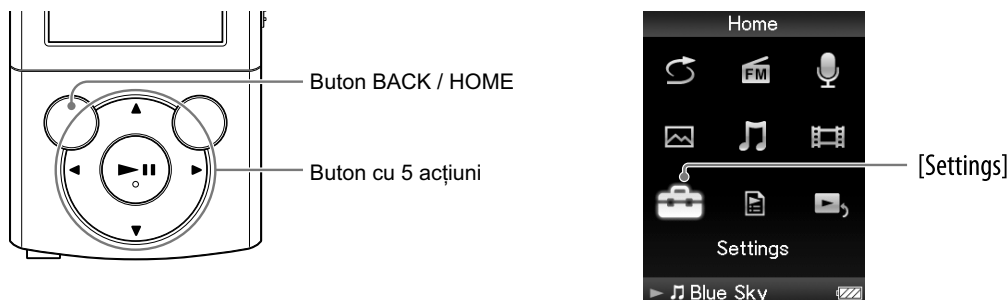 Buton BACK / HOME
Buton cu 5 acțiuni
Home
FM
[Settings]
Settings
Blue Sky